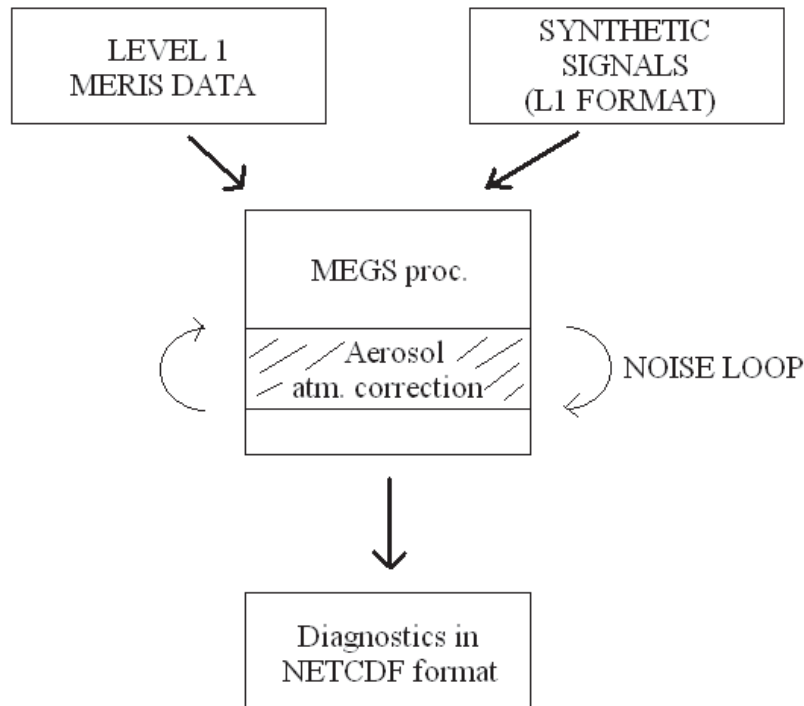 LEVEL 1
MERIS DATA
SYNTHETIC
SIGNALS
(L1 FORMAT)
MEGS proc.
Aerosol
atm. correction
NOISE LOOP
Diagnostics in
NETCDF format